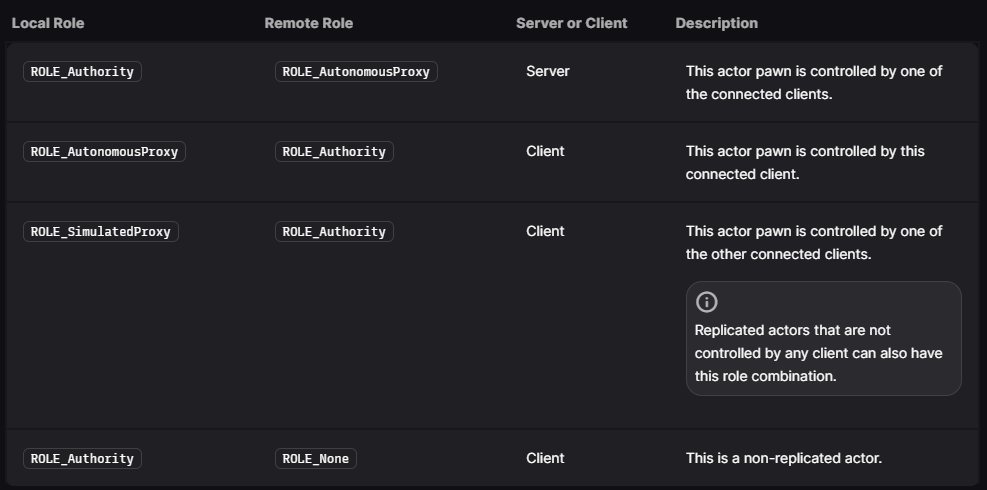 Local Role Remote Role Server or Client Description
ROLE_Authority ROLE_AutonomousProxy Server This actor pawn is controlled by one of
the connected clients.
ROLE_AutonomousProxy ROLE_Authority Client This actor pawn is controlled by this
connected client.
ROLE_SimulatedProxy ROLE_Authority Client This actor pawn is controlled by one of
the other connected clients.
Replicated actors that are not
controlled by any client can also have
this role combination.
ROLE_Authority ROLE_None Client This is a non-replicated actor.